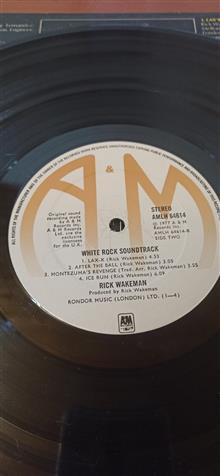 A&M
Original sound
recording made
by A & M
Records Inc.
A & M Records
Ltd. are the
exclusive
licensees
for the U.K.
STEREO
AMLH 64614
℗ 1977 A & M
Records Inc.
AMLH 64614-B
SIDE TWO
WHITE ROCK SOUNDTRACK
1. LAX-X (Rick Wakeman) 4.53
2. AFTER THE BALL (Rick Wakeman) 3.05
3. MONTEZUMA'S REVENGE (Trad. Arr. Rick Wakeman) 3.05
4. ICE RUN (Rick Wakeman) 6.09
RICK WAKEMAN
Produced by Rick Wakeman
RONDOR MUSIC (LONDON) LTD. (1—4)
A&M